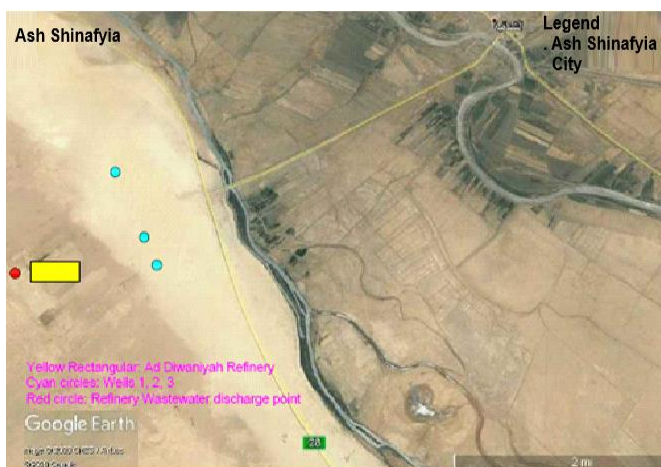 Ash Shinafyia
Legend
. Ash Shinafyia
City
Yellow Rectangular: Ad Diwaniyah Refinery
Cyan circles: Wells 1, 2, 3
Red circle: Refinery Wastewater discharge point
Google Earth
28
2 mi